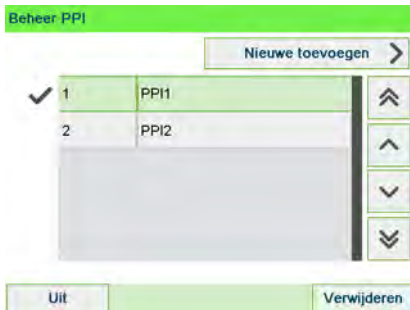 Beheer PPI
Nieuwe toevoegen
1 PPI1
2 PPI2
Uit Verwijderen